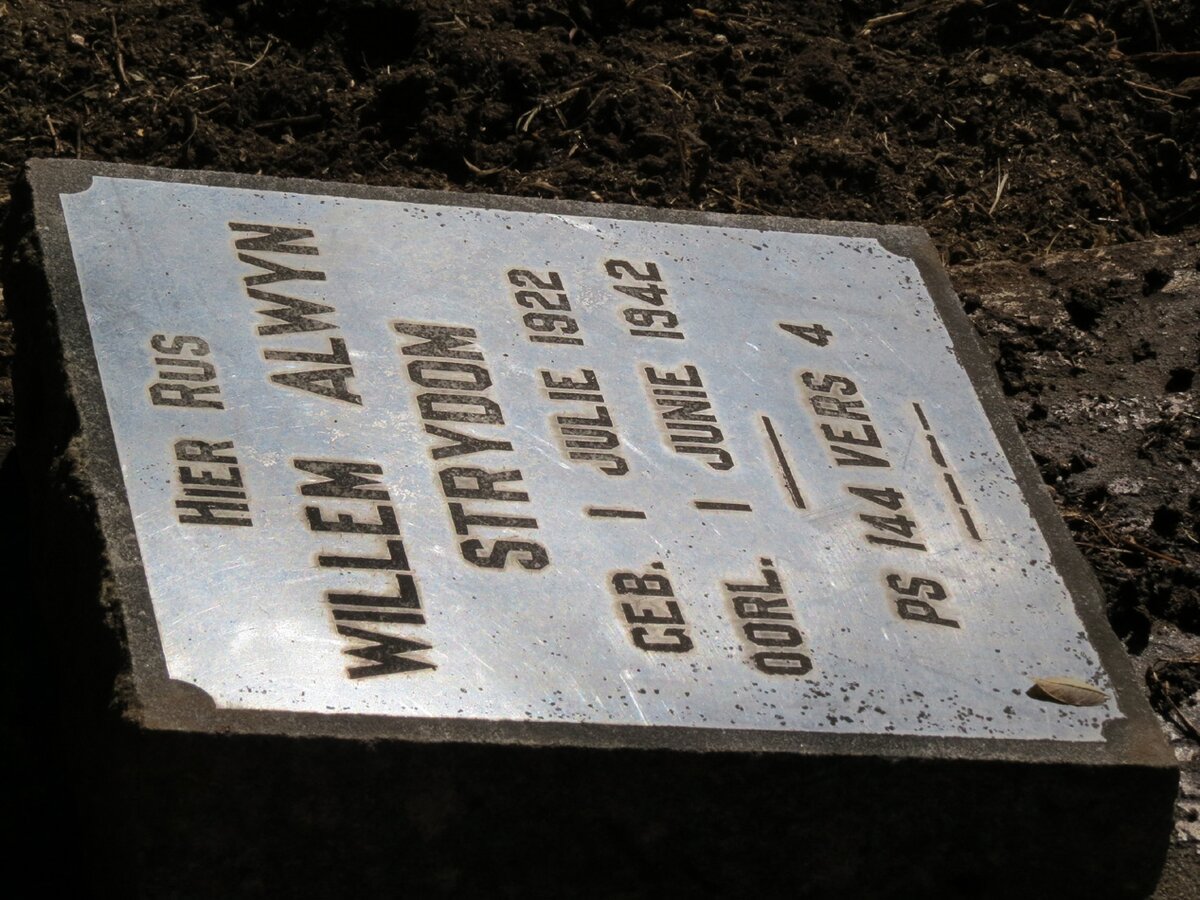 HIER RUS
WILLEM ALWYN
STRYDOM
GEB. 1 JULIE 1922
OORL. 1 JUNIE 1942
PS 144 VERS 4